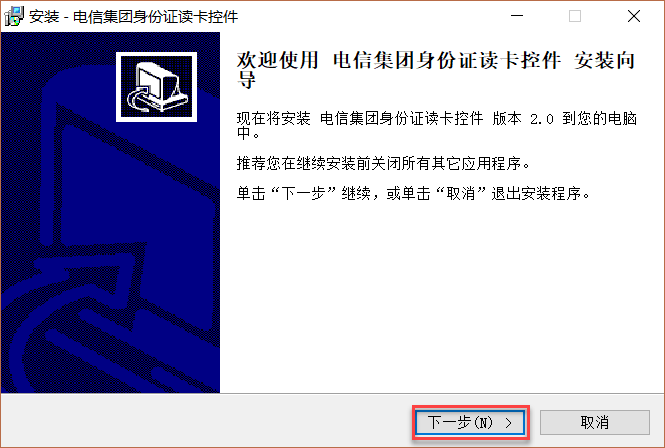 安装 - 电信集团身份证读卡控件
欢迎使用 电信集团身份证读卡控件 安装向
导
现在将安装 电信集团身份证读卡控件 版本 2.0 到您的电脑
中。
推荐您在继续安装前关闭所有其它应用程序。
单击“下一步”继续，或单击“取消”退出安装程序。
下一步(N) >
取消